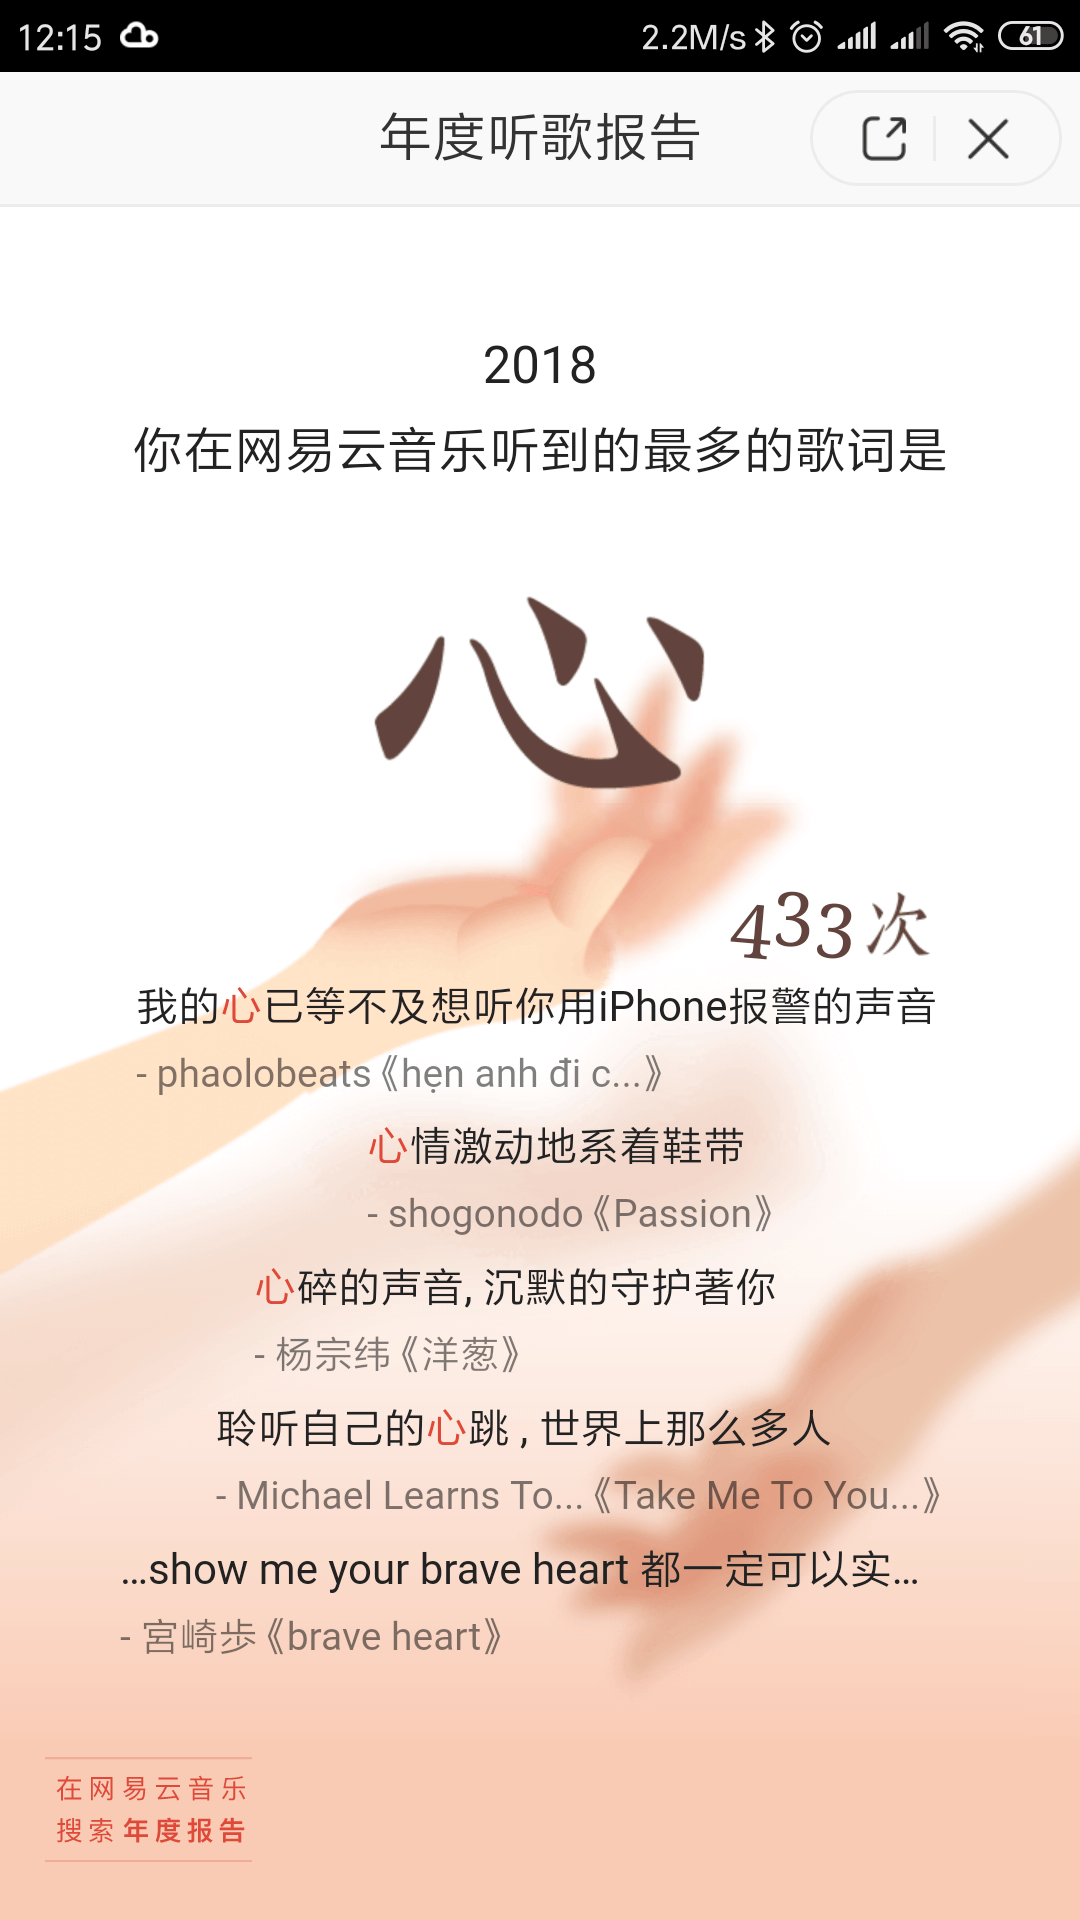 12:15 2.2M/s 61
年度听歌报告
2018
你在网易云音乐听到的最多的歌词是
心
433次
我的心已等不及想听你用iPhone报警的声音
- phaolobeats《hẹn anh đi c...》
心情激动地系着鞋带
- shogonodo《Passion》
心碎的声音, 沉默的守护著你
- 杨宗纬《洋葱》
聆听自己的心跳 , 世界上那么多人
- Michael Learns To...《Take Me To You...》
...show me your brave heart 都一定可以实...
- 宮崎歩《brave heart》
在网易云音乐
搜索年度报告